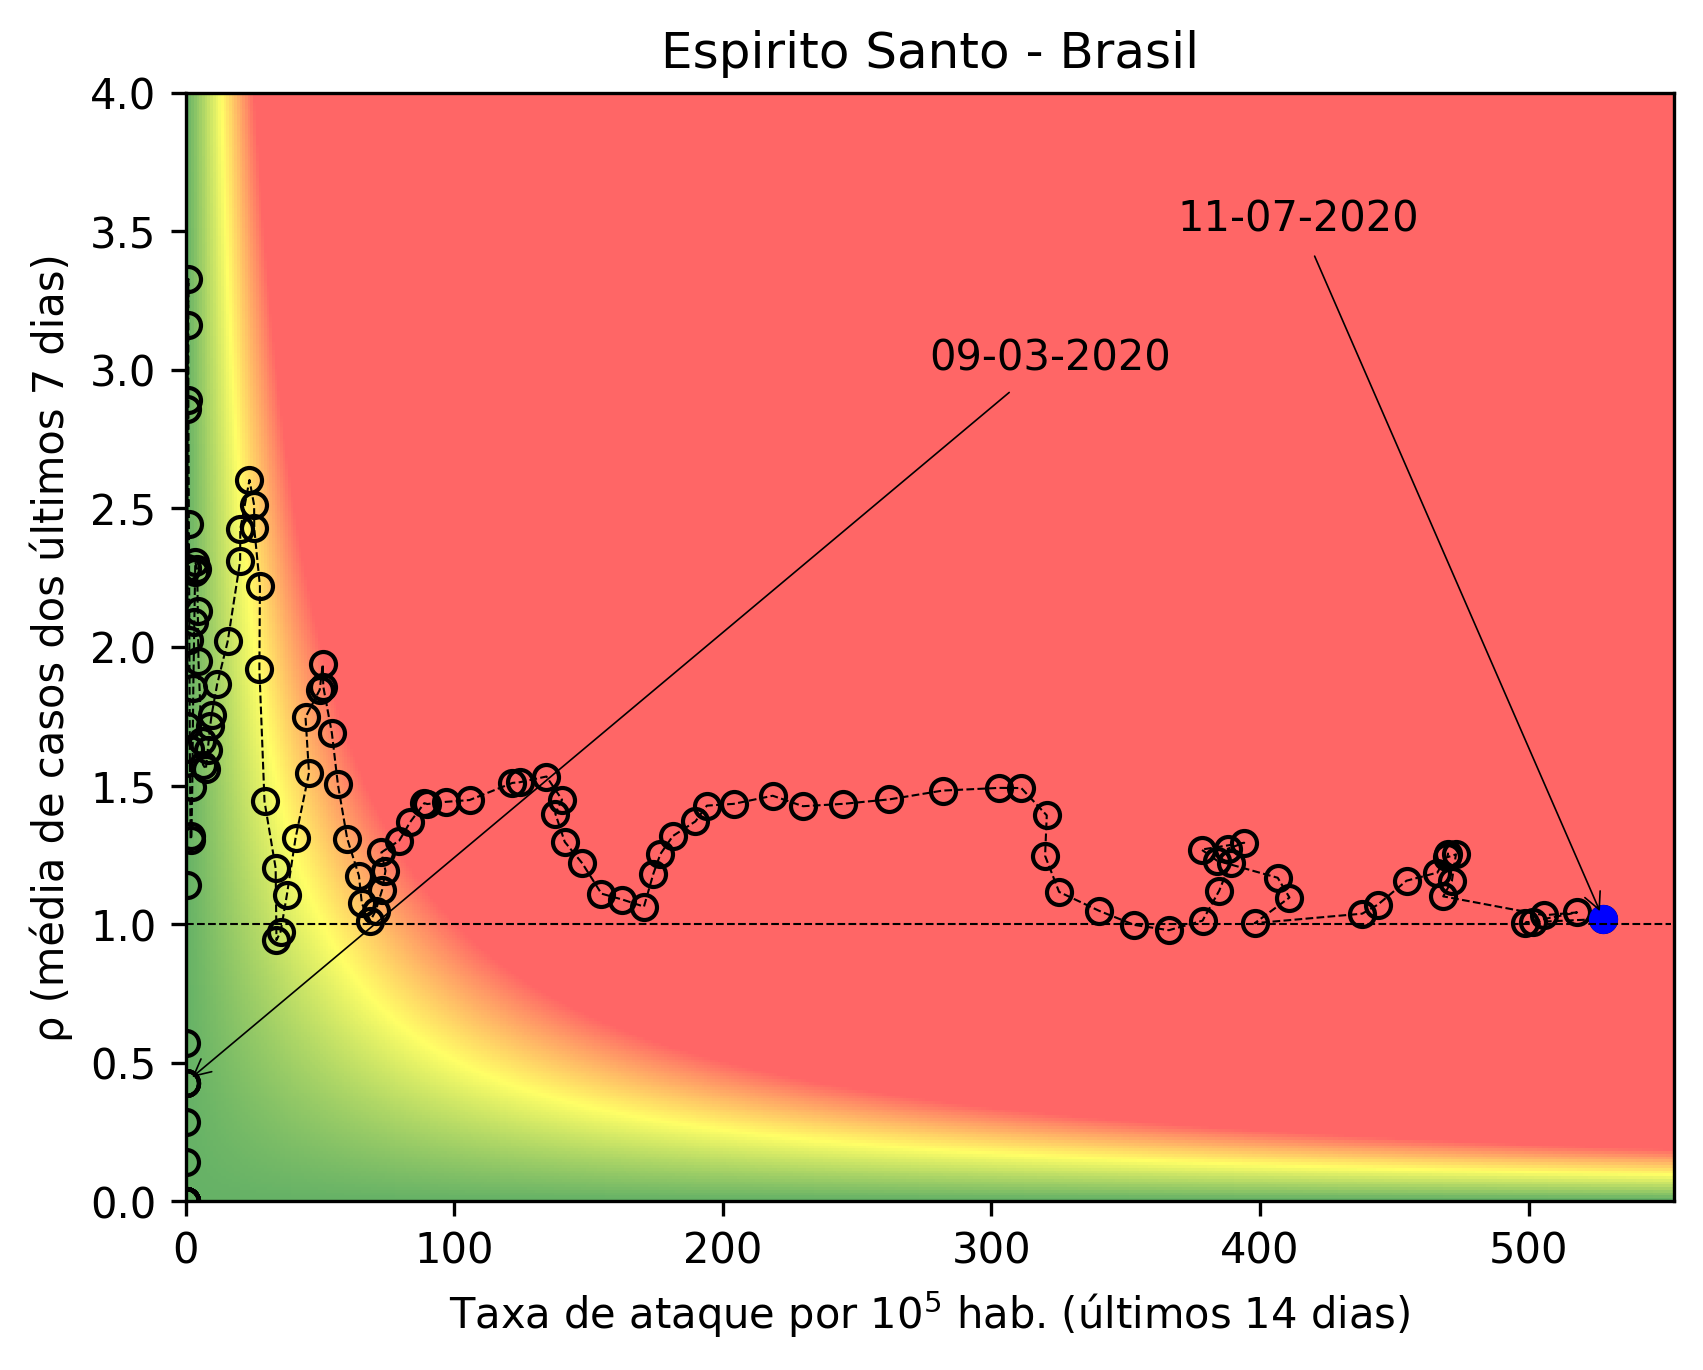 Espirito Santo - Brasil
4.0
3.5
3.0
2.5
2.0
1.5
1.0
0.5
0.0
ρ (média de casos dos últimos 7 dias)
11-07-2020
09-03-2020
0 100 200 300 400 500
Taxa de ataque por 10⁵ hab. (últimos 14 dias)